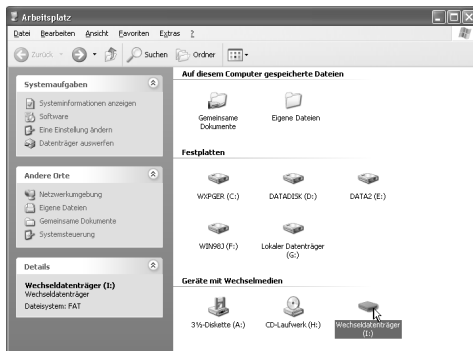 Arbeitsplatz
Datei Bearbeiten Ansicht Favoriten Extras ?
Zurück Suchen Ordner
Systemaufgaben
Systeminformationen anzeigen
Software
Eine Einstellung ändern
Datenträger auswerfen
Andere Orte
Netzwerkumgebung
Eigene Dateien
Gemeinsame Dokumente
Systemsteuerung
Details
Wechseldatenträger (I:)
Wechseldatenträger
Dateisystem: FAT
Auf diesem Computer gespeicherte Dateien
Gemeinsame Eigene Dateien
Dokumente
Festplatten
WXPGER (C:) DATADISK (D:) DATA2 (E:)
WIN98J (F:) Lokaler Datenträger
(G:)
Geräte mit Wechselmedien
3½-Diskette (A:) CD-Laufwerk (H:) Wechseldatenträger
(I:)